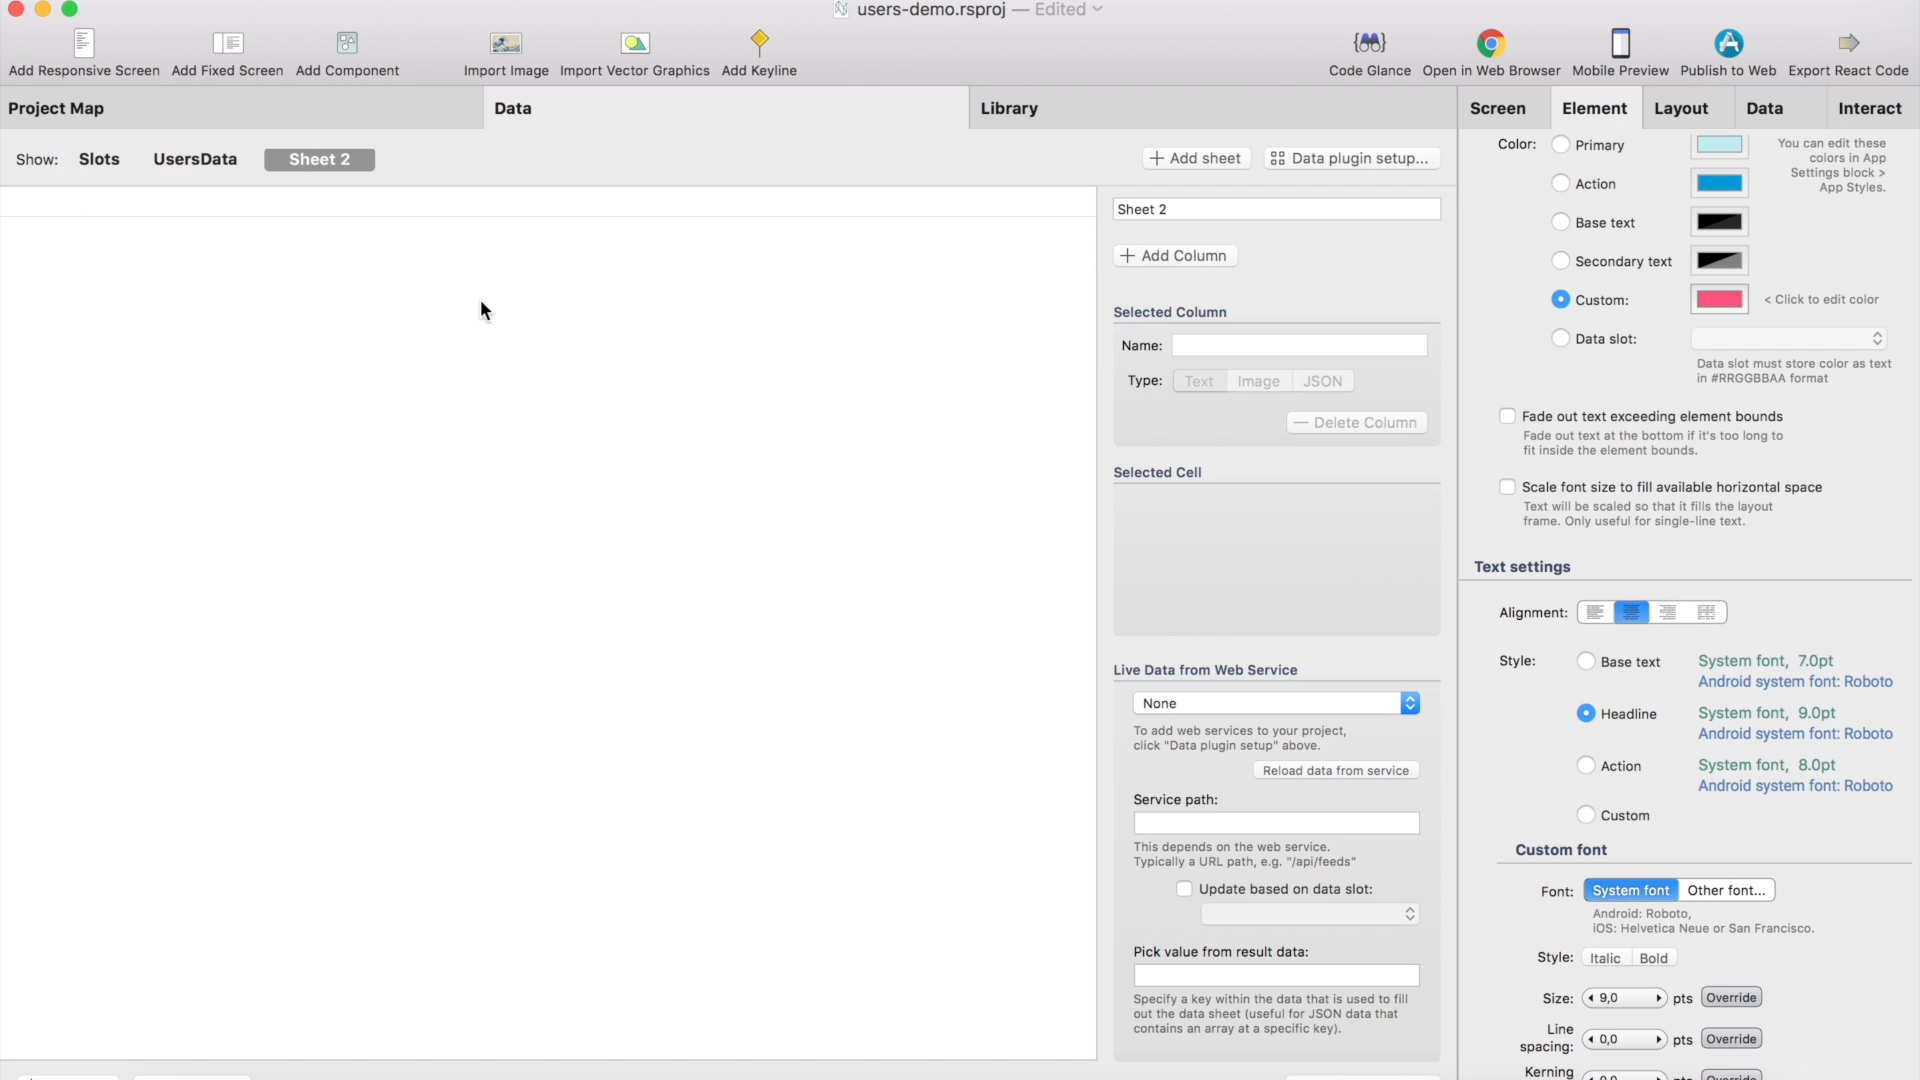 users-demo.rsproj — Edited
Add Responsive Screen
Add Fixed Screen
Add Component
Import Image
Import Vector Graphics
Add Keyline
Code Glance
Open in Web Browser
Mobile Preview
Publish to Web
Export React Code
Project Map
Data
Library
Screen
Element
Layout
Data
Interact
Show:
Slots
UsersData
Sheet 2
+ Add sheet
Data plugin setup...
Sheet 2
+ Add Column
Selected Column
Name:
Type:
Text
Image
JSON
— Delete Column
Selected Cell
Live Data from Web Service
None
To add web services to your project,
click "Data plugin setup" above.
Reload data from service
Service path:
This depends on the web service.
Typically a URL path, e.g. "/api/feeds"
Update based on data slot:
Pick value from result data:
Specify a key within the data that is used to fill
out the data sheet (useful for JSON data that
contains an array at a specific key).
Color:
Primary
You can edit these
colors in App
Settings block >
App Styles.
Action
Base text
Secondary text
Custom:
< Click to edit color
Data slot:
Data slot must store color as text
in #RRGGBBAA format
Fade out text exceeding element bounds
Fade out text at the bottom if it's too long to
fit inside the element bounds.
Scale font size to fill available horizontal space
Text will be scaled so that it fills the layout
frame. Only useful for single-line text.
Text settings
Alignment:
Style:
Base text
System font, 7.0pt
Android system font: Roboto
Headline
System font, 9.0pt
Android system font: Roboto
Action
System font, 8.0pt
Android system font: Roboto
Custom
Custom font
Font:
System font
Other font...
Android: Roboto,
iOS: Helvetica Neue or San Francisco.
Style:
Italic
Bold
Size:
9,0
pts
Override
Line
spacing:
0,0
pts
Override
Kerning